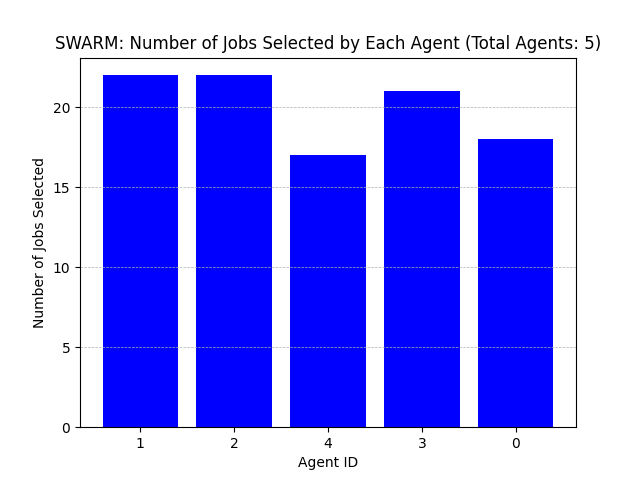 SWARM: Number of Jobs Selected by Each Agent (Total Agents: 5)
20
15
10
5
0
Number of Jobs Selected
1 2 4 3 0
Agent ID